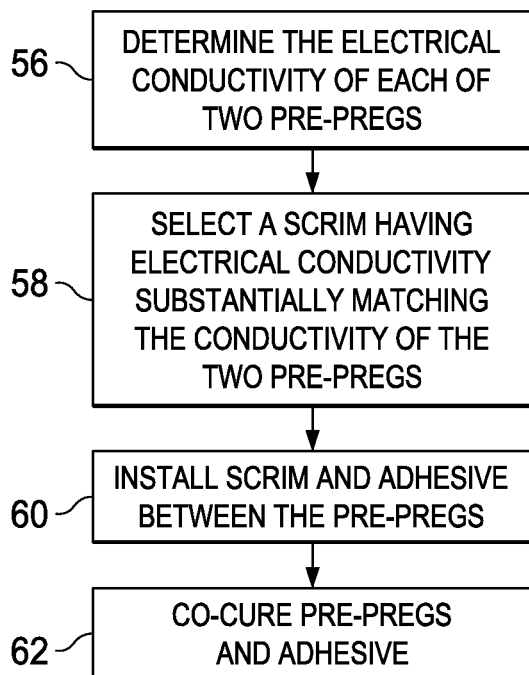 56
DETERMINE THE ELECTRICAL
CONDUCTIVITY OF EACH OF
TWO PRE-PREGS
58
SELECT A SCRIM HAVING
ELECTRICAL CONDUCTIVITY
SUBSTANTIALLY MATCHING
THE CONDUCTIVITY OF THE
TWO PRE-PREGS
60
INSTALL SCRIM AND ADHESIVE
BETWEEN THE PRE-PREGS
62
CO-CURE PRE-PREGS
AND ADHESIVE